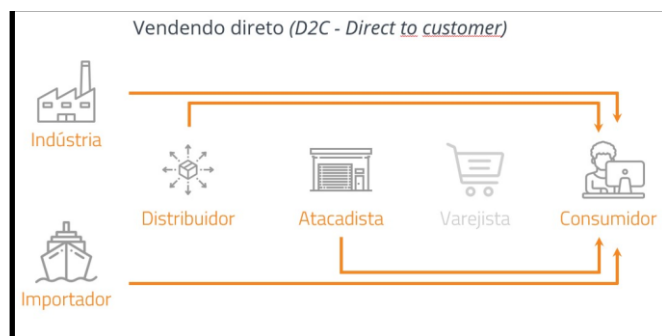 Vendendo direto (D2C - Direct to customer)
Indústria
Distribuidor
Atacadista
Varejista
Consumidor
Importador